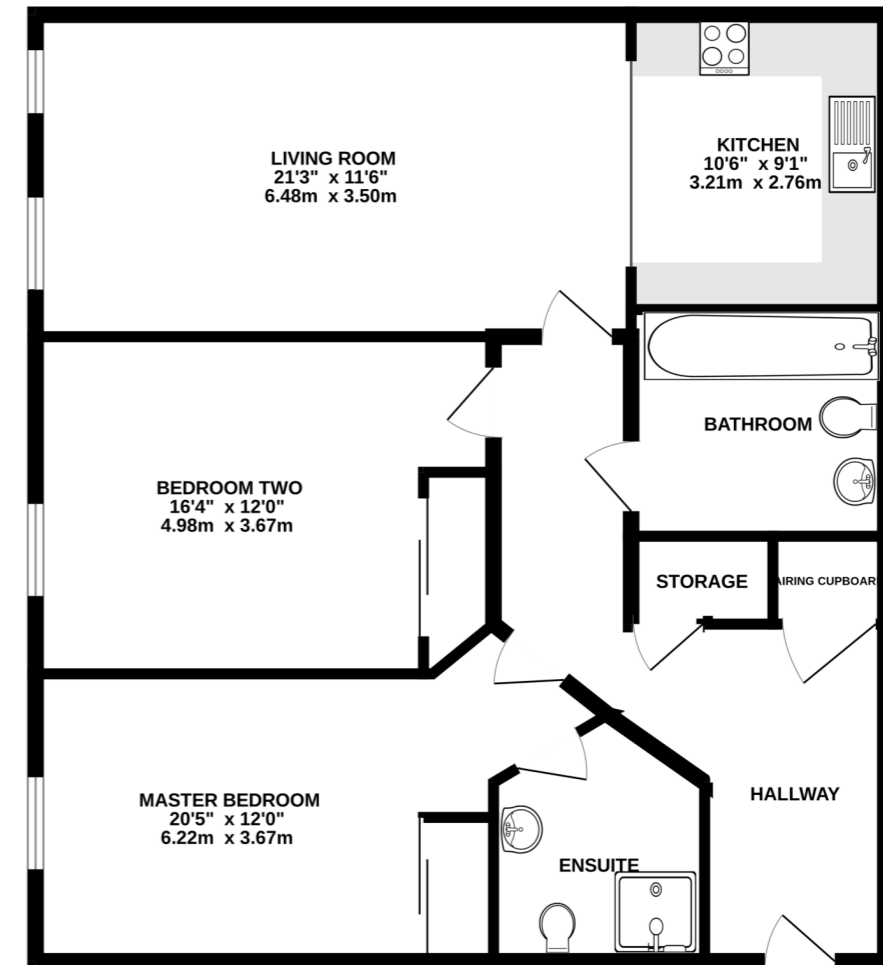 LIVING ROOM
21'3" x 11'6"
6.48m x 3.50m
KITCHEN
10'6" x 9'1"
3.21m x 2.76m
BATHROOM
BEDROOM TWO
16'4" x 12'0"
4.98m x 3.67m
STORAGE
AIRING CUPBOARD
MASTER BEDROOM
20'5" x 12'0"
6.22m x 3.67m
HALLWAY
ENSUITE